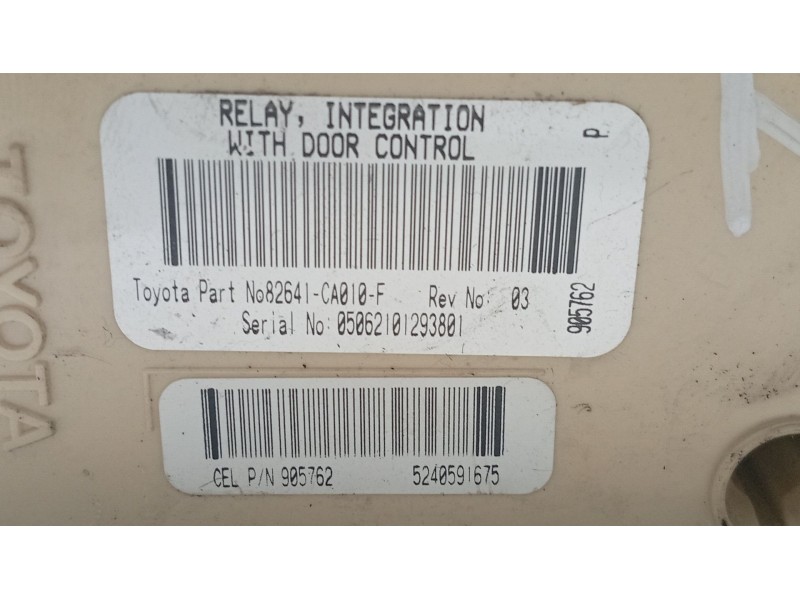 RELAY, INTEGRATION
WITH DOOR CONTROL
P
Toyota Part No82641-CA010-F Rev No: 03
Serial No: 05062101293801
905762
CEL P/N 905762 5240591675
TOYOTA